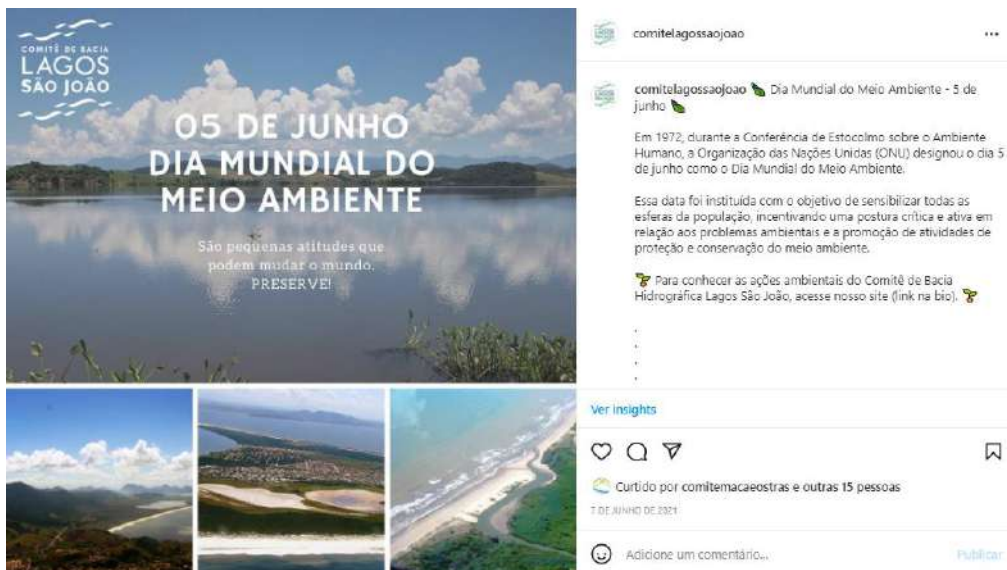 COMITÊ DE BACIA
LAGOS
SÃO JOÃO
05 DE JUNHO
DIA MUNDIAL DO
MEIO AMBIENTE
São pequenas atitudes que
podem mudar o mundo.
PRESERVE!
comitelagossaojoao
comitelagossaojoao Dia Mundial do Meio Ambiente - 5 de
junho
Em 1972, durante a Conferência de Estocolmo sobre o Ambiente
Humano, a Organização das Nações Unidas (ONU) designou o dia 5
de junho como o Dia Mundial do Meio Ambiente.
Essa data foi instituída com o objetivo de sensibilizar todas as
esferas da população, incentivando uma postura crítica e ativa em
relação aos problemas ambientais e a promoção de atividades de
proteção e conservação do meio ambiente.
Para conhecer as ações ambientais do Comitê de Bacia
Hidrográfica Lagos São João, acesse nosso site (link na bio).
.
.
.
.
Ver insights
Curtido por comitemacaeostras e outras 15 pessoas
7 DE JUNHO DE 2021
Adicione um comentário...
Publicar